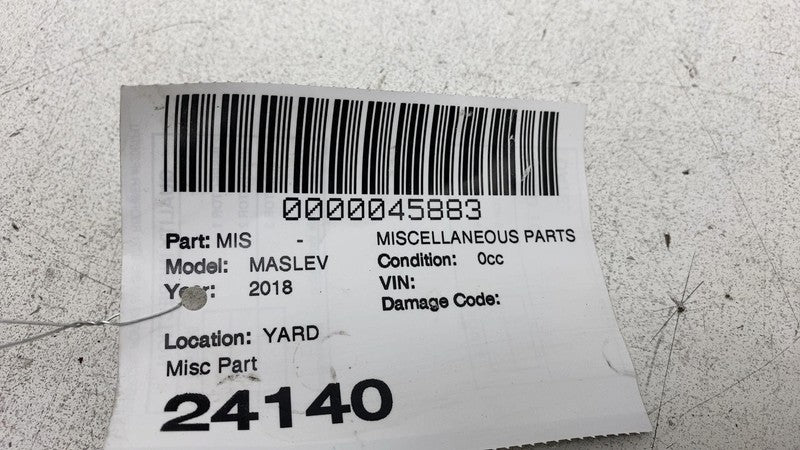 0000045883
Part: MIS - MISCELLANEOUS PARTS
Model: MASLEV Condition: 0cc
Year: 2018 VIN:
Damage Code:
Location: YARD
Misc Part
24140